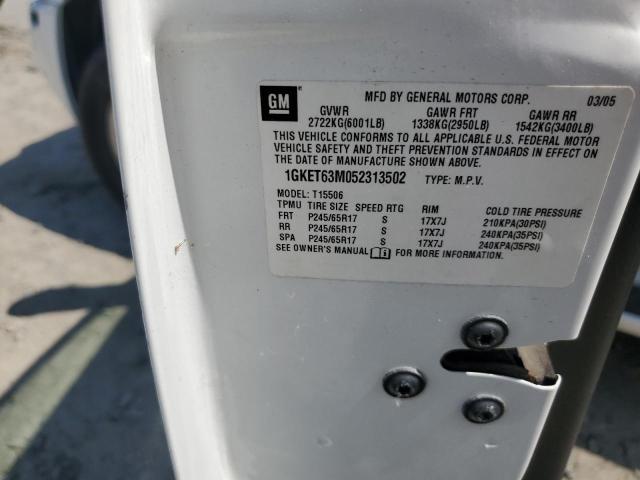 GM
MFD BY GENERAL MOTORS CORP. 03/05
GVWR GAWR FRT GAWR RR
2722KG(6001LB) 1338KG(2950LB) 1542KG(3400LB)
THIS VEHICLE CONFORMS TO ALL APPLICABLE U.S. FEDERAL MOTOR
VEHICLE SAFETY AND THEFT PREVENTION STANDARDS IN EFFECT ON
THE DATE OF MANUFACTURE SHOWN ABOVE.
1GKET63M052313502 TYPE: M.P.V.
MODEL: T15506
TPMU TIRE SIZE SPEED RTG RIM COLD TIRE PRESSURE
FRT P245/65R17 S 17X7J 210KPA(30PSI)
RR P245/65R17 S 17X7J 240KPA(35PSI)
SPA P245/65R17 S 17X7J 240KPA(35PSI)
SEE OWNER'S MANUAL FOR MORE INFORMATION.